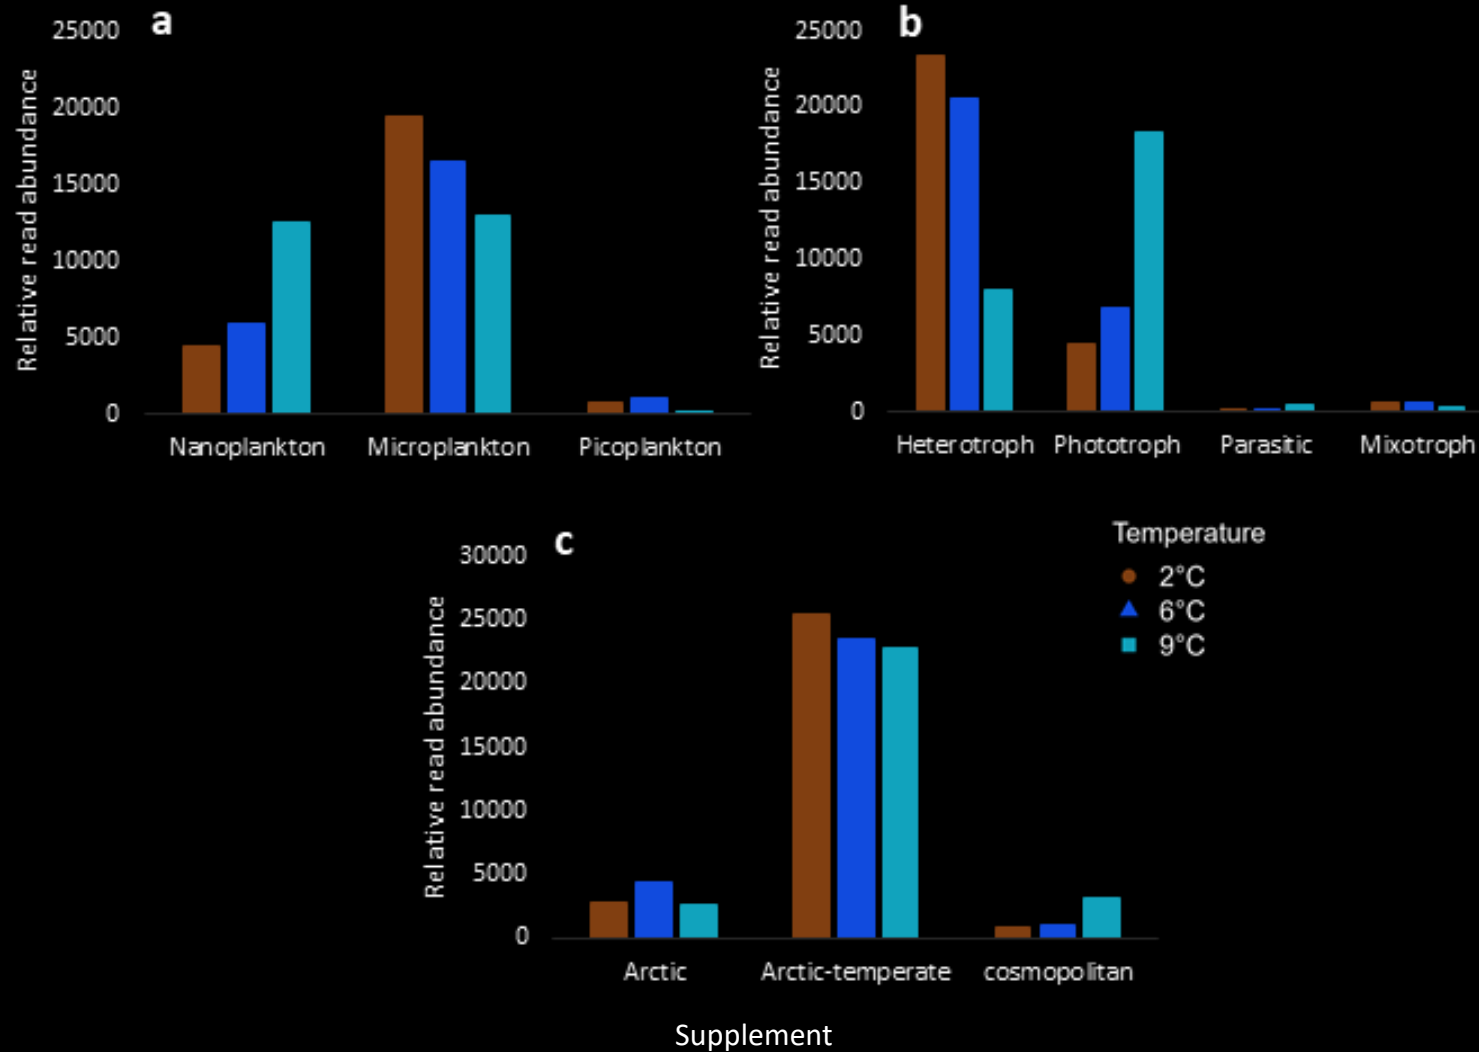 a
25000
20000
15000
10000
5000
0
Relative read abundance
Nanoplankton Microplankton Picoplankton
b
25000
20000
15000
10000
5000
0
Relative read abundance
Heterotroph Phototroph Parasitic Mixotroph
c
30000
25000
20000
15000
10000
5000
0
Relative read abundance
Arctic Arctic-temperate cosmopolitan
Temperature
2°C
6°C
9°C
Supplement